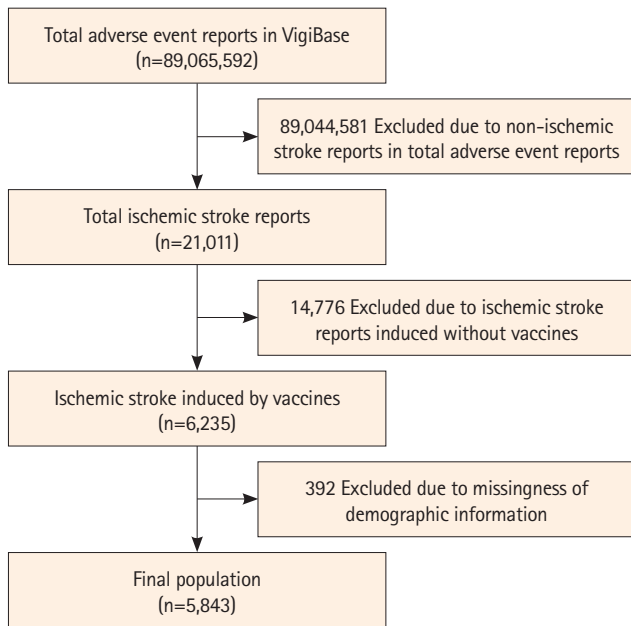 Total adverse event reports in VigiBase
(n=89,065,592)
89,044,581 Excluded due to non-ischemic
stroke reports in total adverse event reports
Total ischemic stroke reports
(n=21,011)
14,776 Excluded due to ischemic stroke
reports induced without vaccines
Ischemic stroke induced by vaccines
(n=6,235)
392 Excluded due to missingness of
demographic information
Final population
(n=5,843)